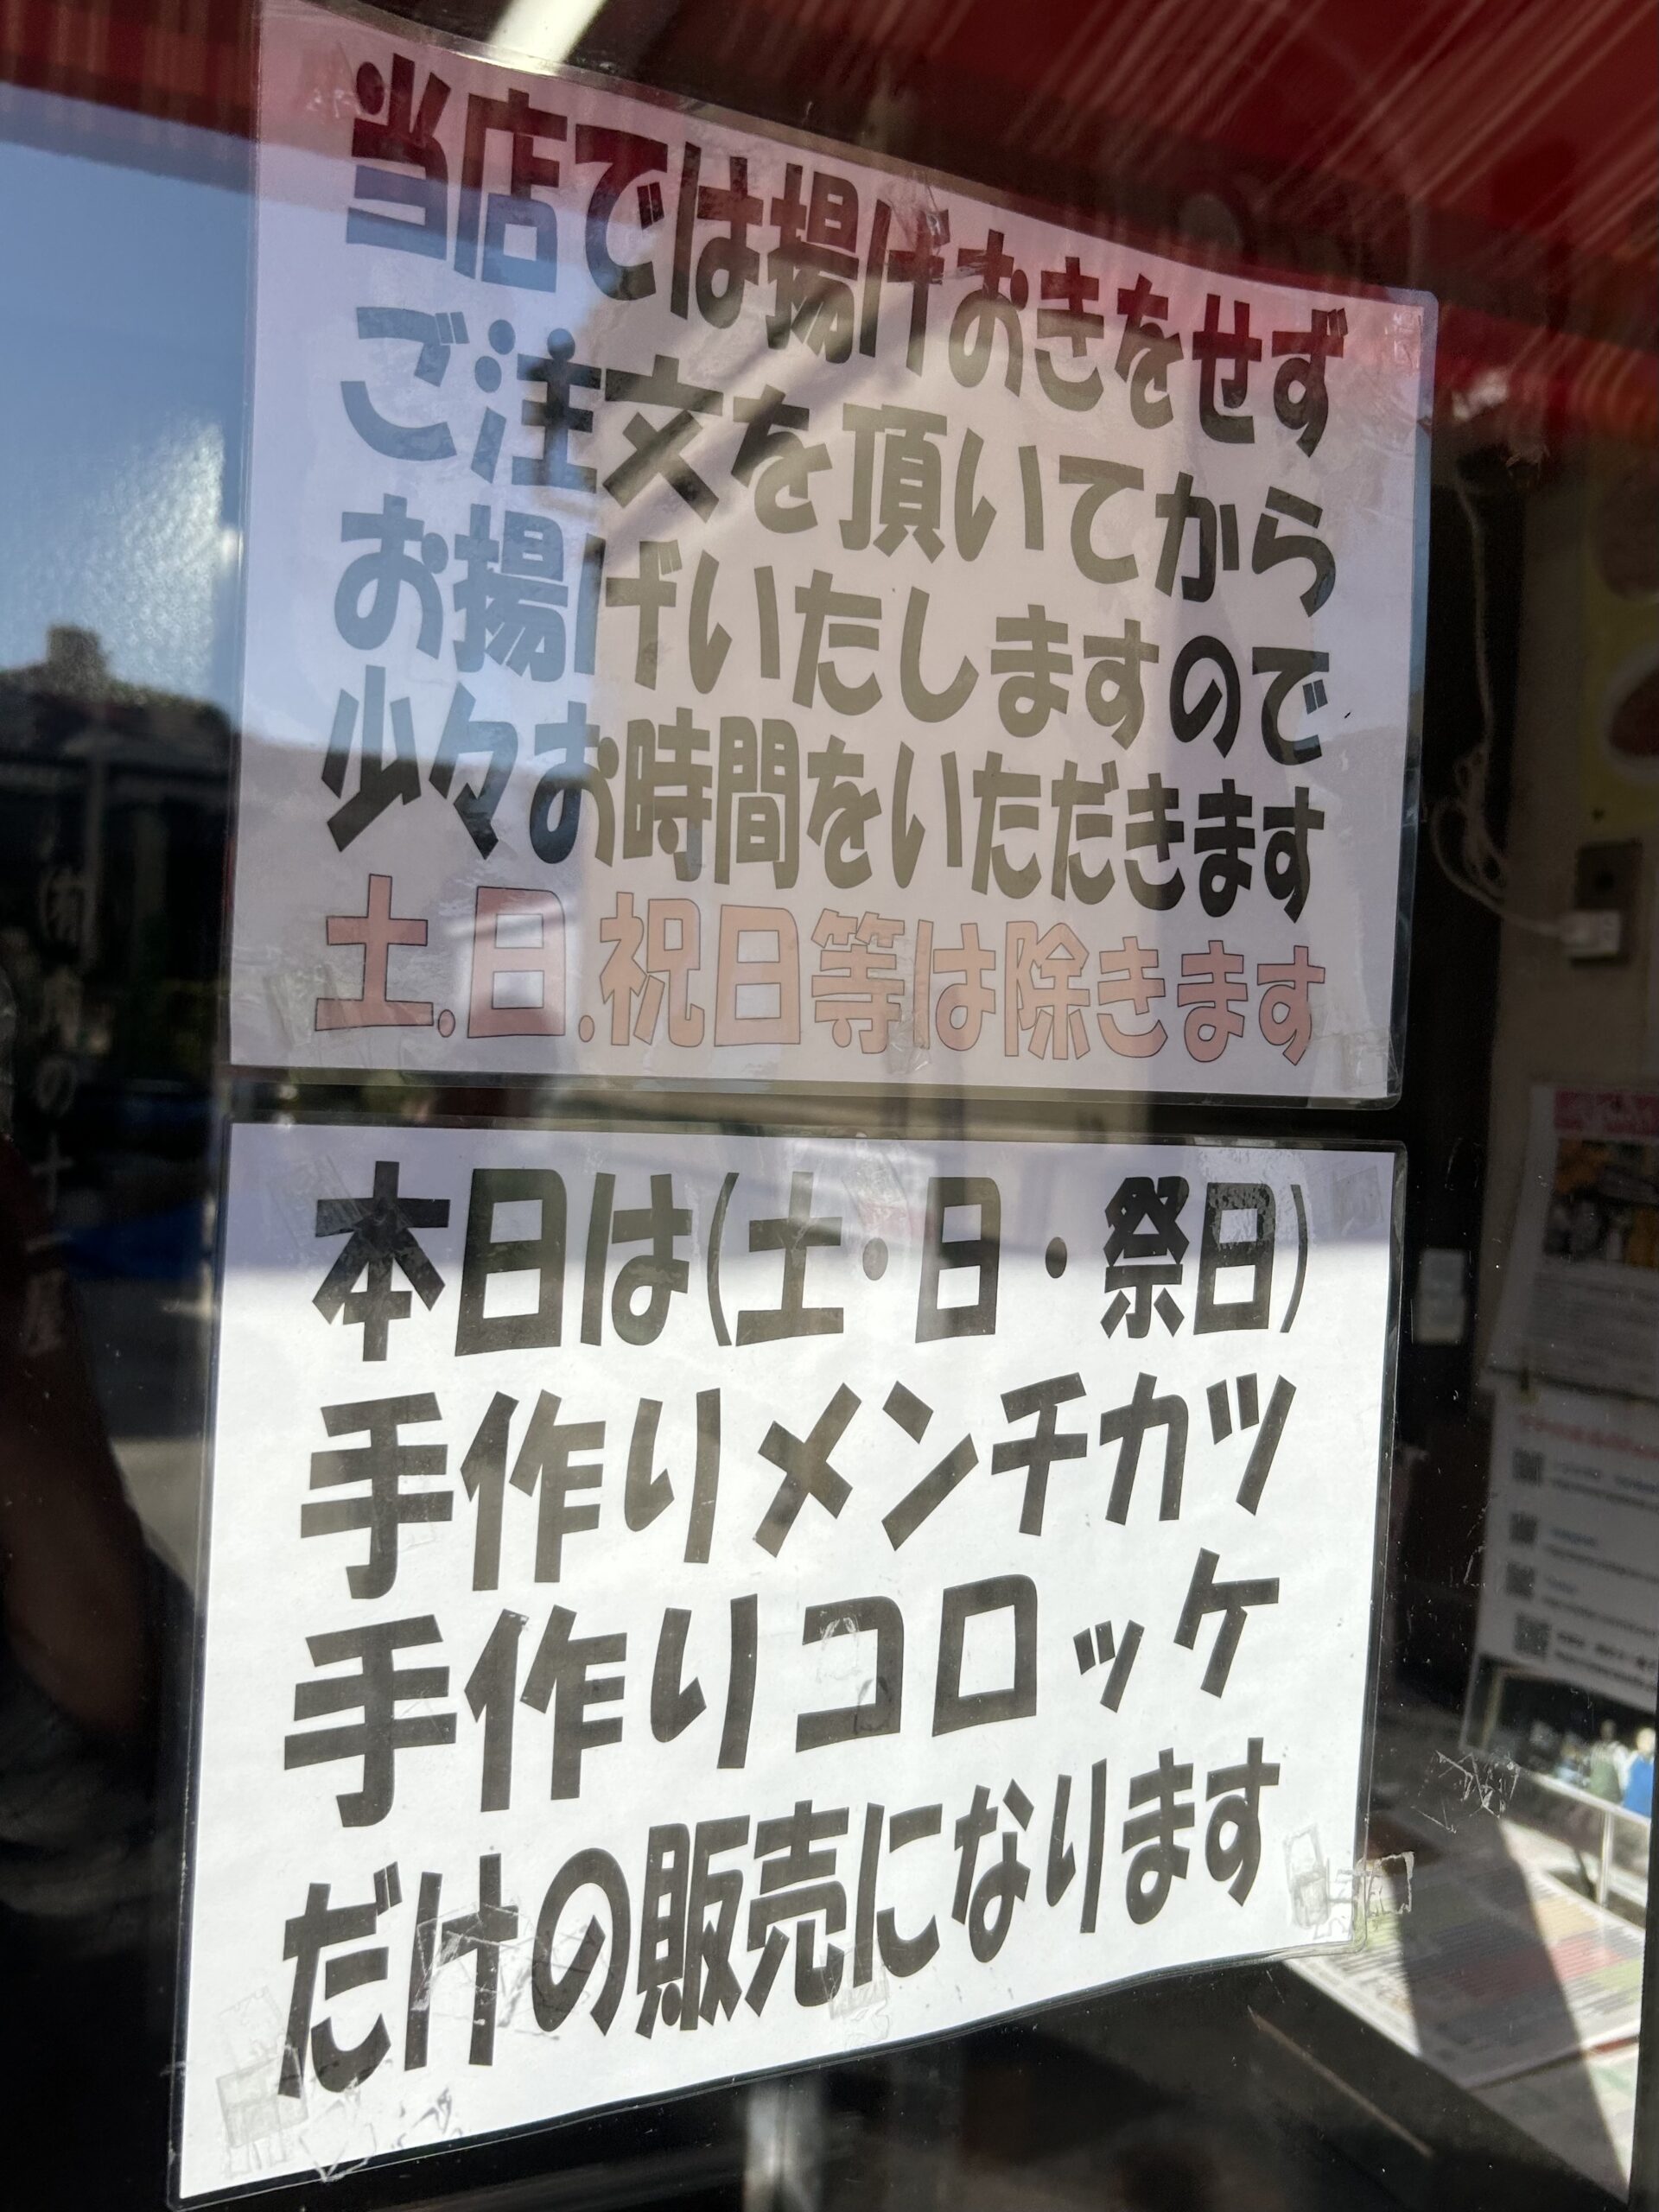 当店では揚げおきをせず
ご注文を頂いてから
お揚げいたしますので
少々お時間をいただきます
土.日.祝日等は除きます
本日は(土・日・祭日)
手作りメンチカツ
手作りコロッケ
だけの販売になります